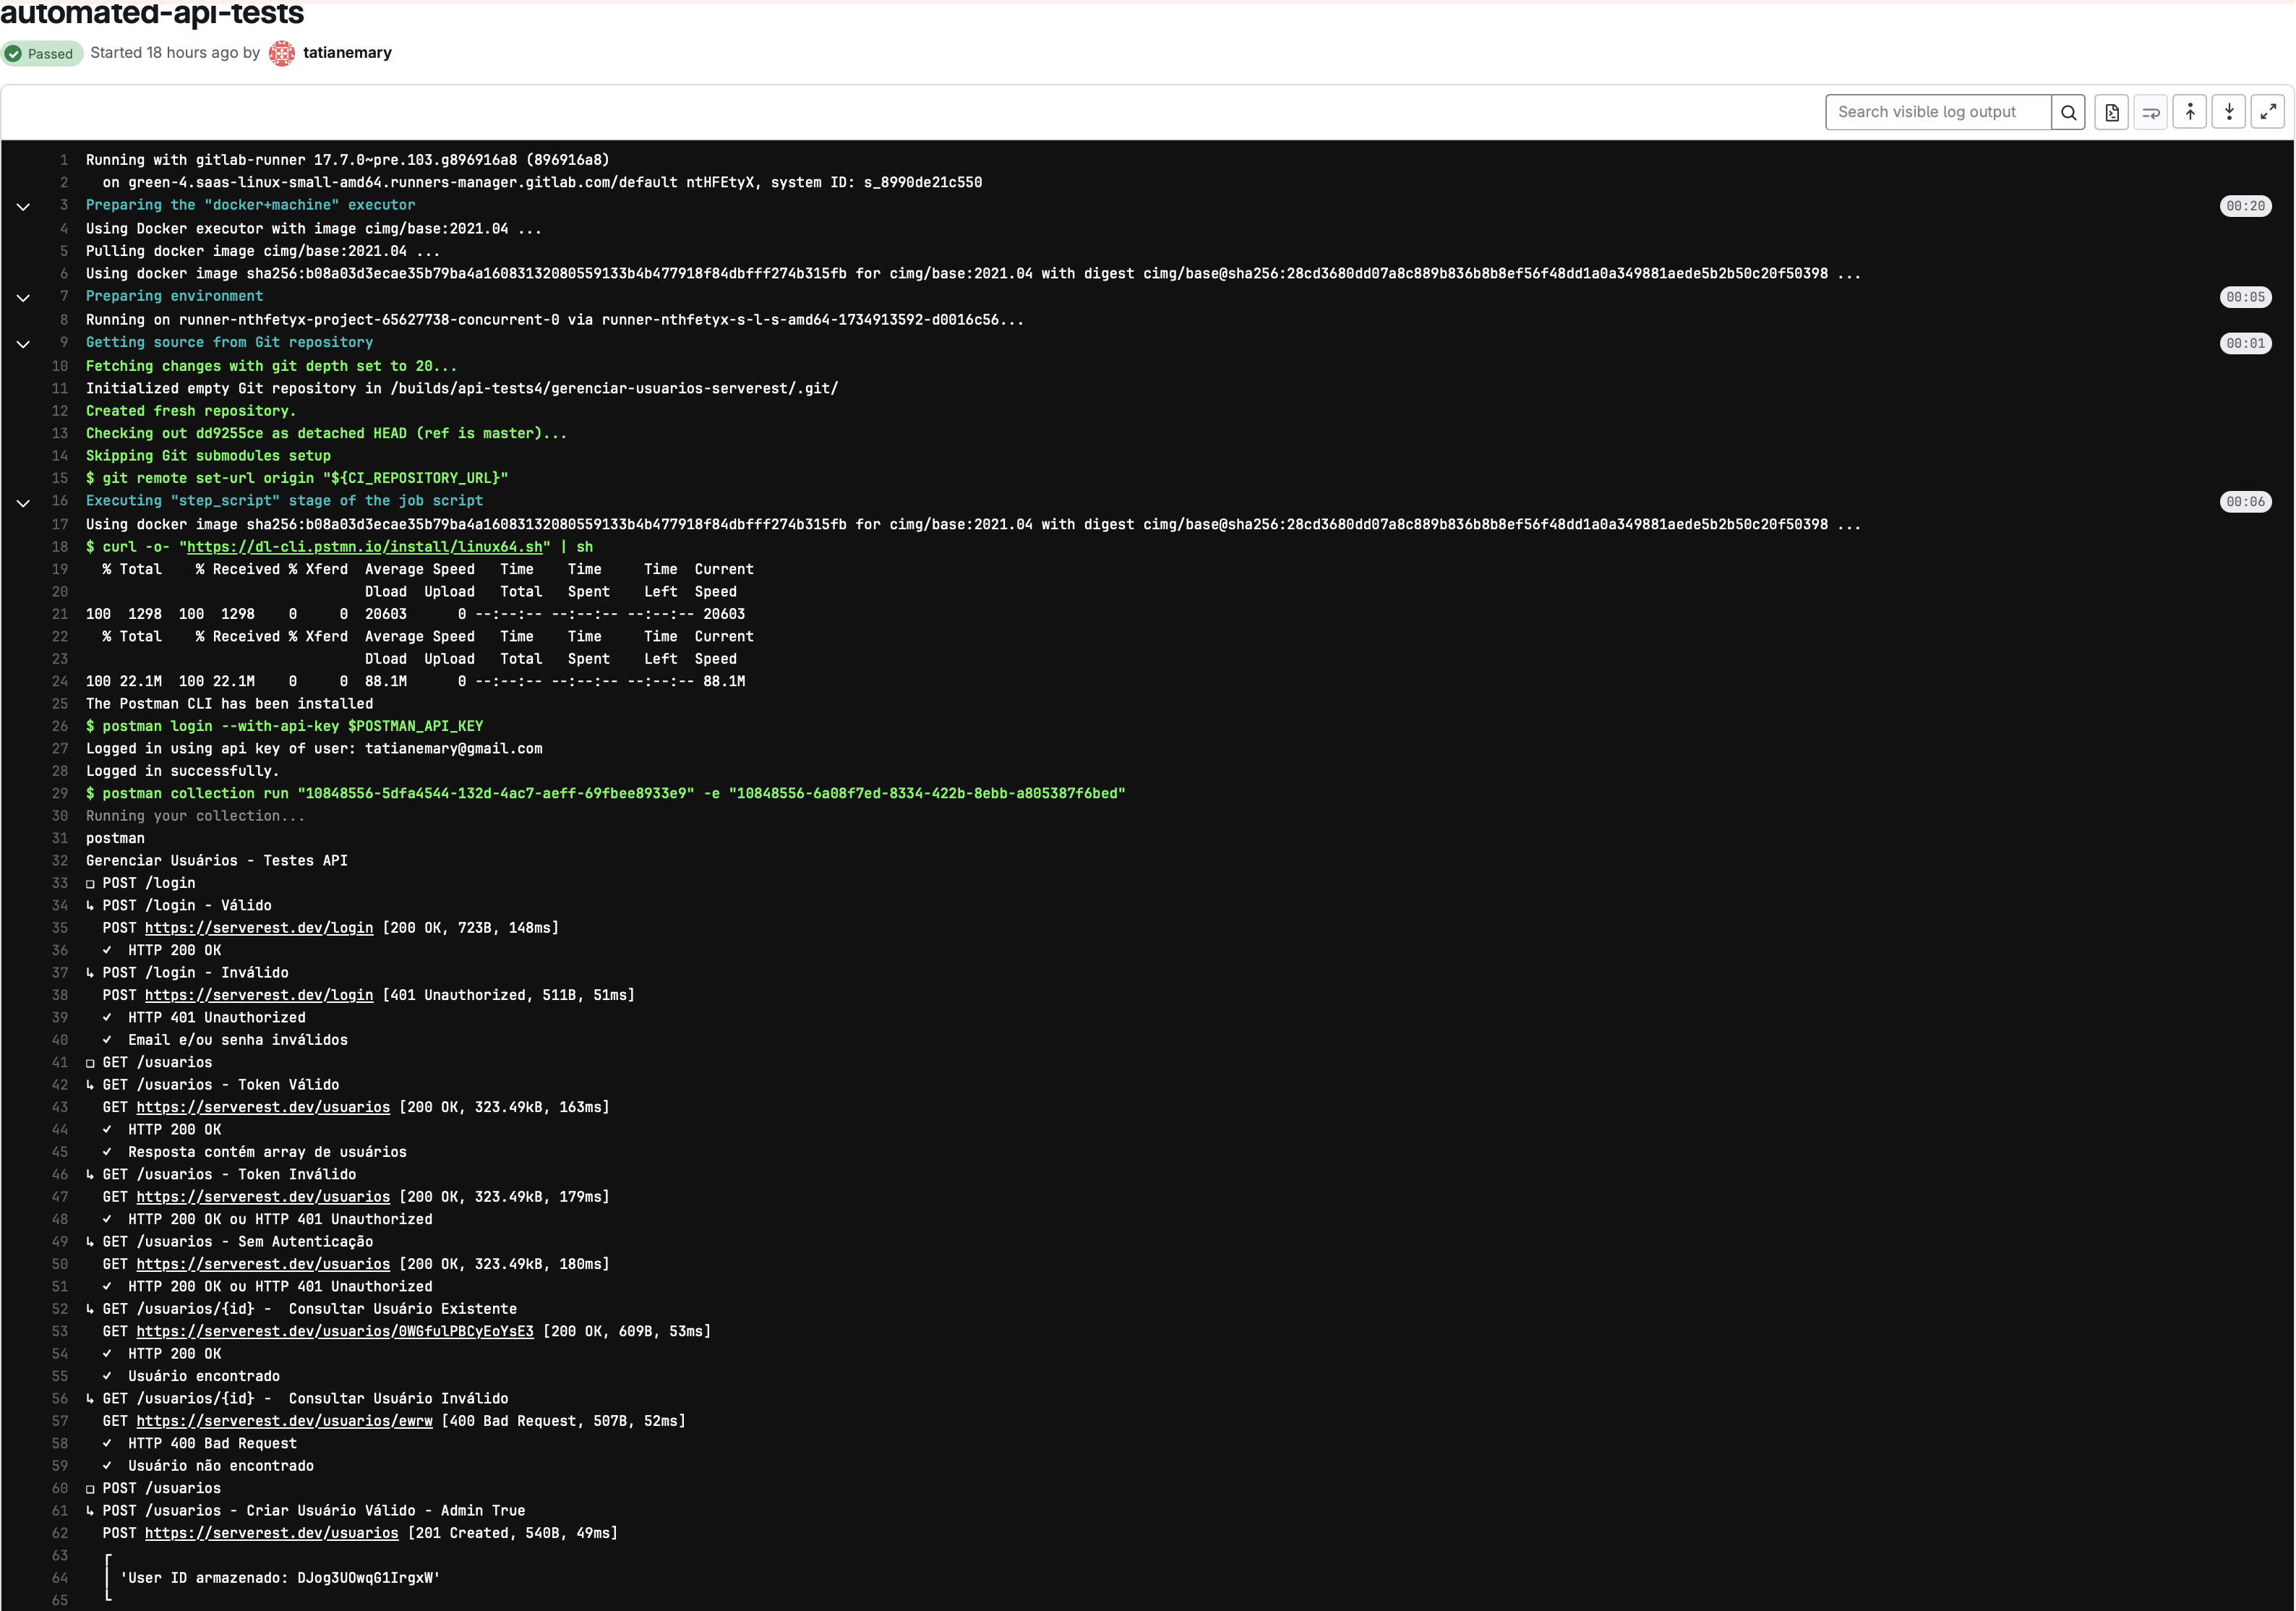 automated-api-tests
Passed Started 18 hours ago by tatianemary
Search visible log output
1 Running with gitlab-runner 17.7.0~pre.103.g896916a8 (896916a8)
2 on green-4.saas-linux-small-amd64.runners-manager.gitlab.com/default ntHFEtyX, system ID: s_8990de21c550
3 Preparing the "docker+machine" executor 00:20
4 Using Docker executor with image cimg/base:2021.04 ...
5 Pulling docker image cimg/base:2021.04 ...
6 Using docker image sha256:b08a03d3ecae35b79ba4a16083132080559133b4b477918f84dbfff274b315fb for cimg/base:2021.04 with digest cimg/base@sha256:28cd3680dd07a8c889b836b8b8ef56f48dd1a0a349881aede5b2b50c20f50398 ...
7 Preparing environment 00:05
8 Running on runner-nthfetyx-project-65627738-concurrent-0 via runner-nthfetyx-s-l-s-amd64-1734913592-d0016c56...
9 Getting source from Git repository 00:01
10 Fetching changes with git depth set to 20...
11 Initialized empty Git repository in /builds/api-tests4/gerenciar-usuarios-serverest/.git/
12 Created fresh repository.
13 Checking out dd9255ce as detached HEAD (ref is master)...
14 Skipping Git submodules setup
15 $ git remote set-url origin "${CI_REPOSITORY_URL}"
16 Executing "step_script" stage of the job script 00:06
17 Using docker image sha256:b08a03d3ecae35b79ba4a16083132080559133b4b477918f84dbfff274b315fb for cimg/base:2021.04 with digest cimg/base@sha256:28cd3680dd07a8c889b836b8b8ef56f48dd1a0a349881aede5b2b50c20f50398 ...
18 $ curl -o- "https://dl-cli.pstmn.io/install/linux64.sh" | sh
19 % Total % Received % Xferd Average Speed Time Time Time Current
20 Dload Upload Total Spent Left Speed
21 100 1298 100 1298 0 0 20603 0 --:--:-- --:--:-- --:--:-- 20603
22 % Total % Received % Xferd Average Speed Time Time Time Current
23 Dload Upload Total Spent Left Speed
24 100 22.1M 100 22.1M 0 0 88.1M 0 --:--:-- --:--:-- --:--:-- 88.1M
25 The Postman CLI has been installed
26 $ postman login --with-api-key $POSTMAN_API_KEY
27 Logged in using api key of user: tatianemary@gmail.com
28 Logged in successfully.
29 $ postman collection run "10848556-5dfa4544-132d-4ac7-aeff-69fbee8933e9" -e "10848556-6a08f7ed-8334-422b-8ebb-a805387f6bed"
30 Running your collection...
31 postman
32 Gerenciar Usuários - Testes API
33 ❏ POST /login
34 ↳ POST /login - Válido
35 POST https://serverest.dev/login [200 OK, 723B, 148ms]
36 ✓ HTTP 200 OK
37 ↳ POST /login - Inválido
38 POST https://serverest.dev/login [401 Unauthorized, 511B, 51ms]
39 ✓ HTTP 401 Unauthorized
40 ✓ Email e/ou senha inválidos
41 ❏ GET /usuarios
42 ↳ GET /usuarios - Token Válido
43 GET https://serverest.dev/usuarios [200 OK, 323.49kB, 163ms]
44 ✓ HTTP 200 OK
45 ✓ Resposta contém array de usuários
46 ↳ GET /usuarios - Token Inválido
47 GET https://serverest.dev/usuarios [200 OK, 323.49kB, 179ms]
48 ✓ HTTP 200 OK ou HTTP 401 Unauthorized
49 ↳ GET /usuarios - Sem Autenticação
50 GET https://serverest.dev/usuarios [200 OK, 323.49kB, 180ms]
51 ✓ HTTP 200 OK ou HTTP 401 Unauthorized
52 ↳ GET /usuarios/{id} - Consultar Usuário Existente
53 GET https://serverest.dev/usuarios/0WGfulPBCyEoYsE3 [200 OK, 609B, 53ms]
54 ✓ HTTP 200 OK
55 ✓ Usuário encontrado
56 ↳ GET /usuarios/{id} - Consultar Usuário Inválido
57 GET https://serverest.dev/usuarios/ewrw [400 Bad Request, 507B, 52ms]
58 ✓ HTTP 400 Bad Request
59 ✓ Usuário não encontrado
60 ❏ POST /usuarios
61 ↳ POST /usuarios - Criar Usuário Válido - Admin True
62 POST https://serverest.dev/usuarios [201 Created, 540B, 49ms]
63 ┌
64 │ 'User ID armazenado: DJog3UOwqG1IrgxW'
65 └